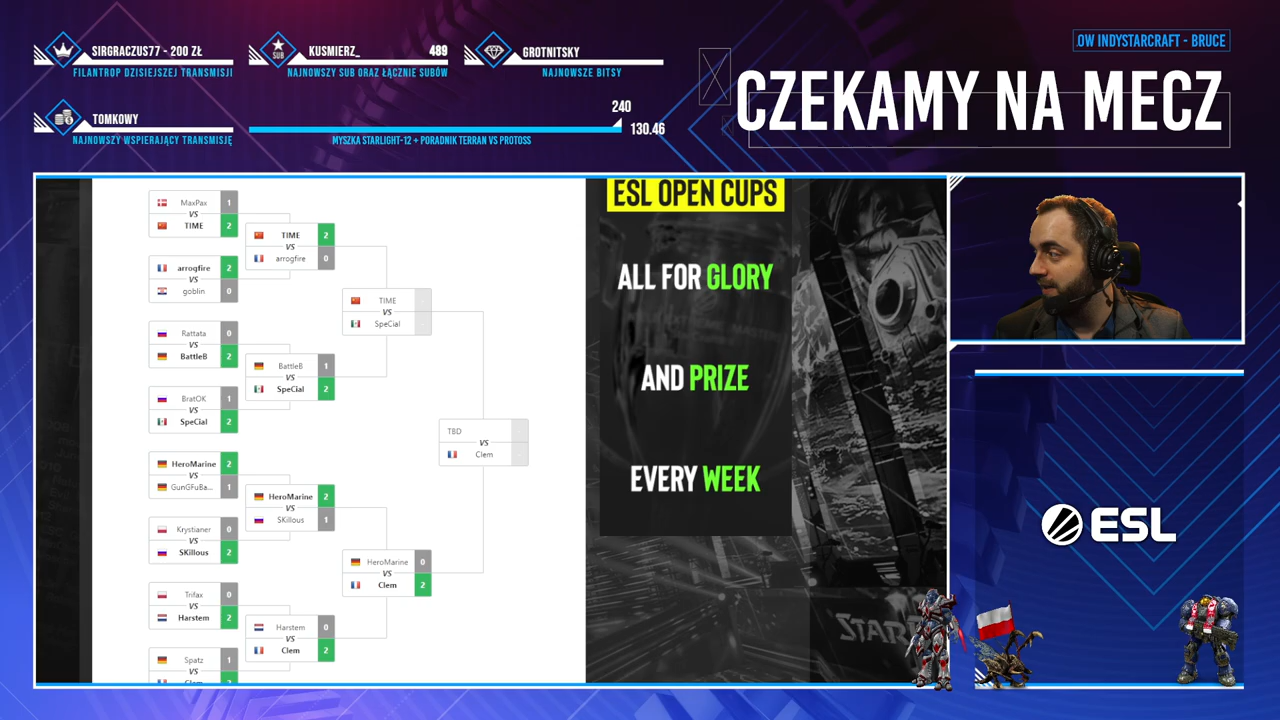 SIRGRACZUS77 - 200 ZŁ
FILANTROP DZISIEJSZEJ TRANSMISJI
KUSMIERZ_ 489
SUB
NAJNOWSZY SUB ORAZ ŁĄCZNIE SUBÓW
GROTNITSKY
NAJNOWSZE BITSY
TOMKOWY
NAJNOWSZY WSPIERAJĄCY TRANSMISJĘ
240
130.46
MYSZKA STARLIGHT-12 + PORADNIK TERRAN VS PROTOSS
OW INDYSTARCRAFT - BRUCE
CZEKAMY NA MECZ
MaxPax 1
VS
TIME 2
arrogfire 2
VS
goblin 0
Rattata 0
VS
BattleB 2
BratOK 1
VS
SpeCial 2
HeroMarine 2
VS
GunGFuBa... 1
Krystianer 0
VS
SKillous 2
Trifax 0
VS
Harstem 2
Spatz 1
VS
Clem 2
TIME 2
VS
arrogfire 0
BattleB 1
VS
SpeCial 2
HeroMarine 2
VS
SKillous 1
Harstem 0
VS
Clem 2
TIME -
VS
SpeCial -
HeroMarine 0
VS
Clem 2
TBD -
VS
Clem -
ESL OPEN CUPS
ALL FOR GLORY
AND PRIZE
EVERY WEEK
STAR
ESL